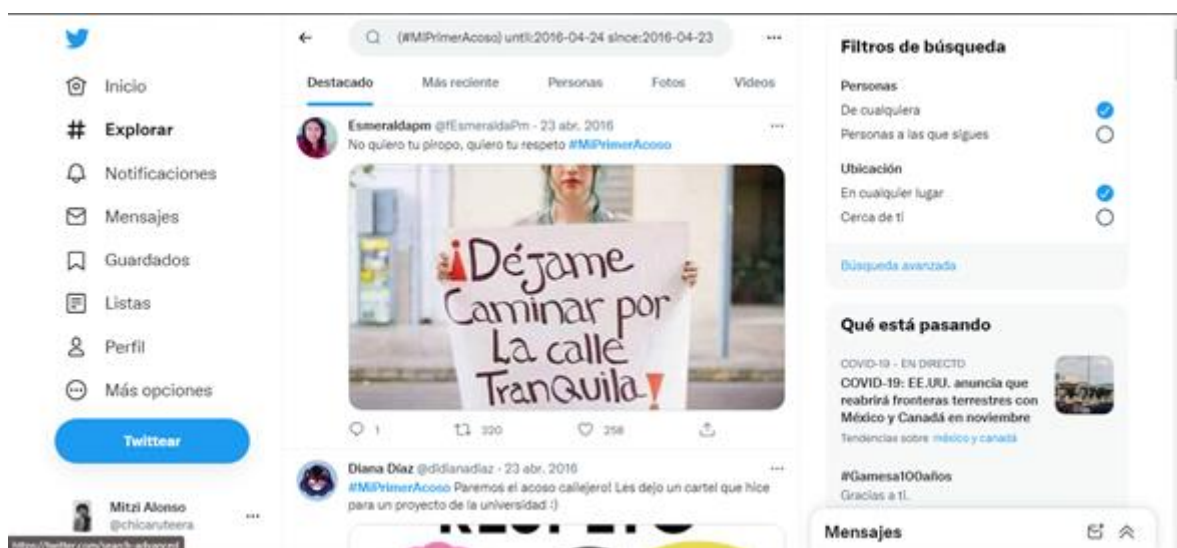 (#MiPrimerAcoso) until:2016-04-24 since:2016-04-23
Inicio
Explorar
Notificaciones
Mensajes
Guardados
Listas
Perfil
Más opciones
Twittear
Mitzi Alonso
@chicaruteera
https://twitter.com/search-advanced
Destacado
Más reciente
Personas
Fotos
Videos
Esmeraldapm @fEsmeraldaPm - 23 abr. 2016
No quiero tu piropo, quiero tu respeto #MiPrimerAcoso
¡Déjame
Caminar por
La calle
Tranquila!
1
320
258
Diana Díaz @didianadiaz - 23 abr. 2016
#MiPrimerAcoso Paremos el acoso callejero! Les dejo un cartel que hice
para un proyecto de la universidad :)
RESPETO
Filtros de búsqueda
Personas
De cualquiera
Personas a las que sigues
Ubicación
En cualquier lugar
Cerca de ti
Búsqueda avanzada
Qué está pasando
COVID-19 - EN DIRECTO
COVID-19: EE.UU. anuncia que
reabrirá fronteras terrestres con
México y Canadá en noviembre
Tendencias sobre méxico y canadá
#Gamesa100años
Gracias a ti.
Mensajes